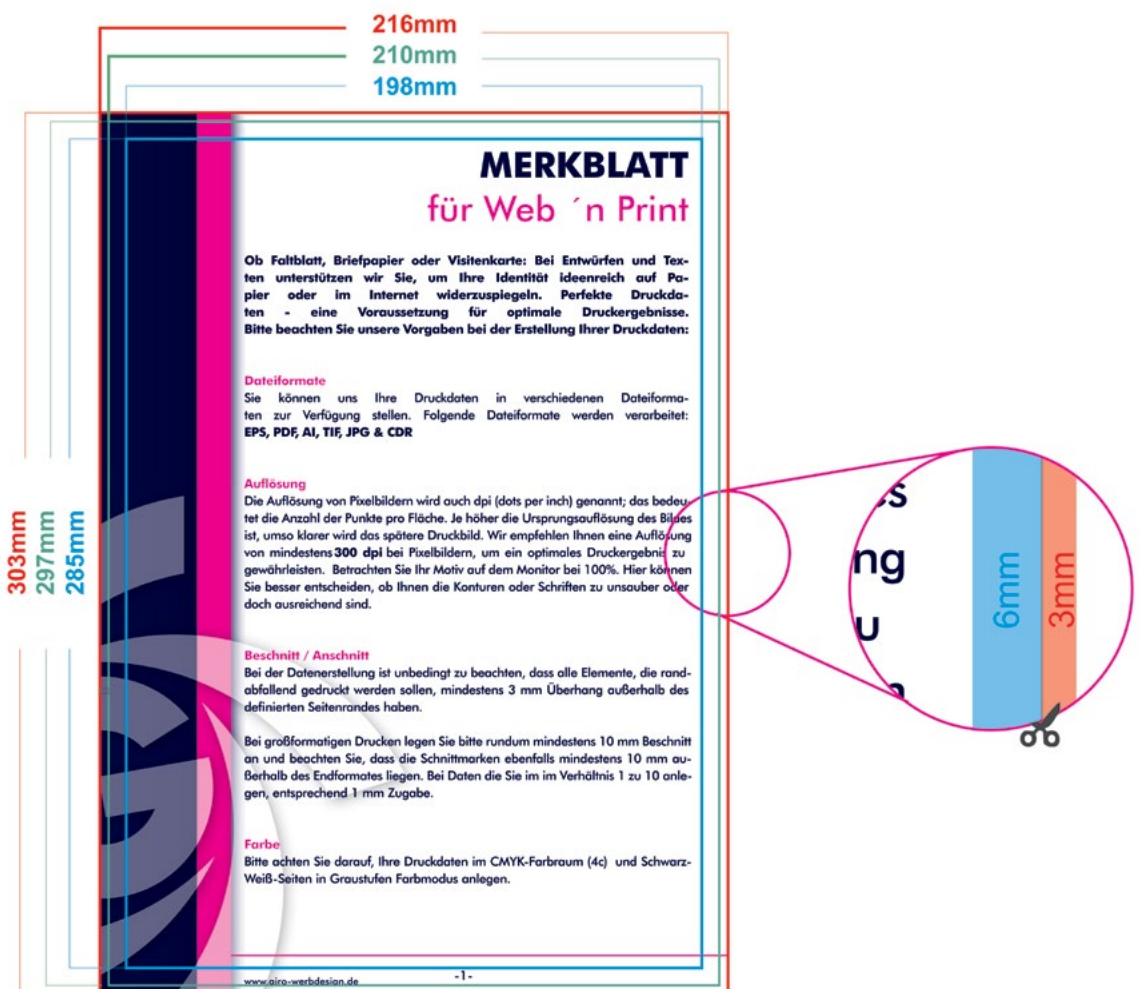 216mm
210mm
198mm
303mm
297mm
285mm
MERKBLATT
für Web ´n Print
Ob Faltblatt, Briefpapier oder Visitenkarte: Bei Entwürfen und Tex-
ten unterstützen wir Sie, um Ihre Identität ideenreich auf Pa-
pier oder im Internet widerzuspiegeln. Perfekte Druckda-
ten - eine Voraussetzung für optimale Druckergebnisse.
Bitte beachten Sie unsere Vorgaben bei der Erstellung Ihrer Druckdaten:
Dateiformate
Sie können uns Ihre Druckdaten in verschiedenen Dateiforma-
ten zur Verfügung stellen. Folgende Dateiformate werden verarbeitet:
EPS, PDF, AI, TIF, JPG & CDR
Auflösung
Die Auflösung von Pixelbildern wird auch dpi (dots per inch) genannt; das bedeu-
tet die Anzahl der Punkte pro Fläche. Je höher die Ursprungsauflösung des Bildes
ist, umso klarer wird das spätere Druckbild. Wir empfehlen Ihnen eine Auflösung
von mindestens 300 dpi bei Pixelbildern, um ein optimales Druckergebnis zu
gewährleisten. Betrachten Sie Ihr Motiv auf dem Monitor bei 100%. Hier können
Sie besser entscheiden, ob Ihnen die Konturen oder Schriften zu unsauber oder
doch ausreichend sind.
Beschnitt / Anschnitt
Bei der Datenerstellung ist unbedingt zu beachten, dass alle Elemente, die rand-
abfallend gedruckt werden sollen, mindestens 3 mm Überhang außerhalb des
definierten Seitenrandes haben.
Bei großformatigen Drucken legen Sie bitte rundum mindestens 10 mm Beschnitt
an und beachten Sie, dass die Schnittmarken ebenfalls mindestens 10 mm au-
ßerhalb des Endformates liegen. Bei Daten die Sie im im Verhältnis 1 zu 10 anle-
gen, entsprechend 1 mm Zugabe.
Farbe
Bitte achten Sie darauf, Ihre Druckdaten im CMYK-Farbraum (4c) und Schwarz-
Weiß-Seiten in Graustufen Farbmodus anlegen.
www.airo-werbdesign.de
-1-
ng
u
6mm
3mm